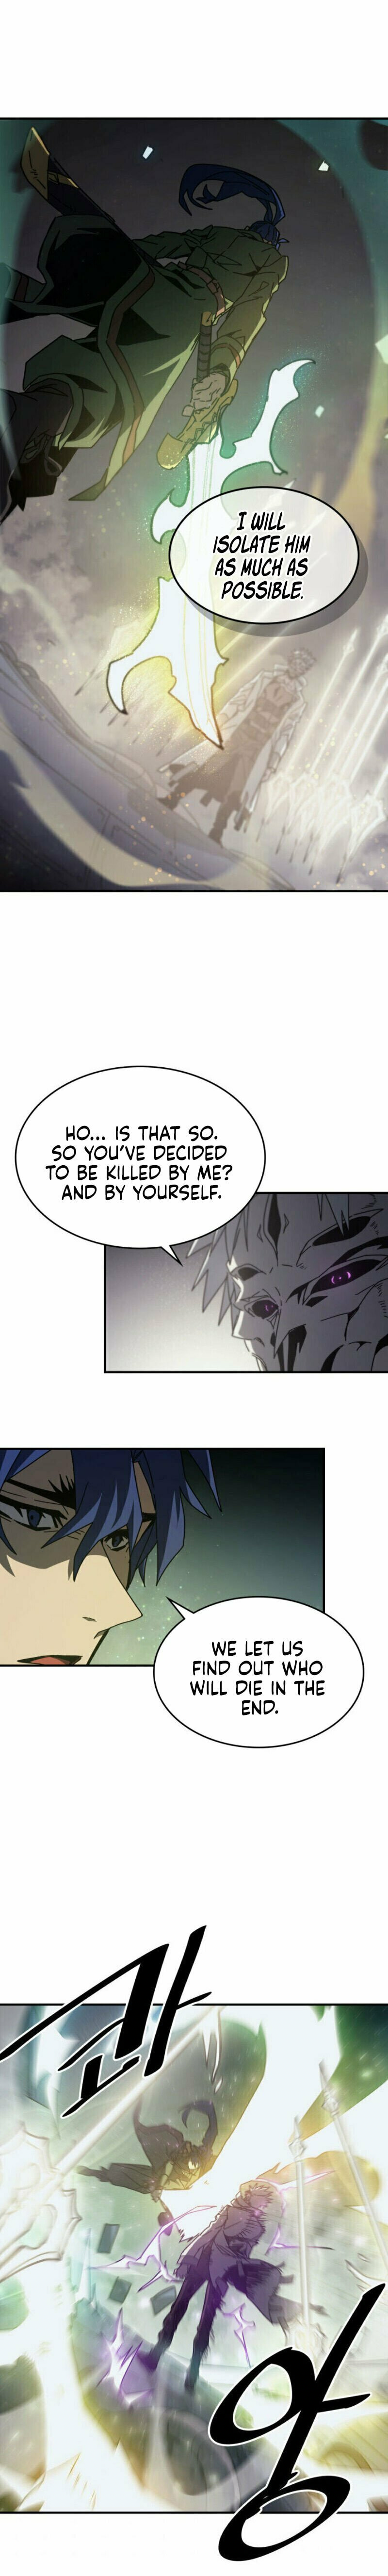 I WILL
ISOLATE HIM
AS MUCH AS
POSSIBLE.
HO... IS THAT SO.
SO YOU'VE DECIDED
TO BE KILLED BY ME?
AND BY YOURSELF.
WE LET US
FIND OUT WHO
WILL DIE IN THE
END.
콰
앙